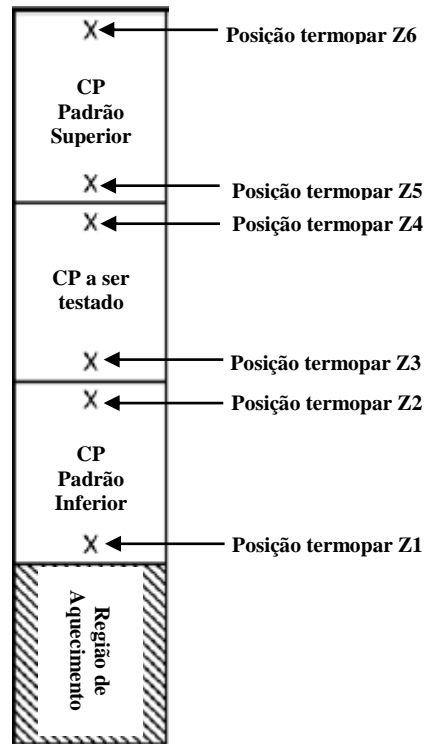 Posição termopar Z6
CP
Padrão
Superior
Posição termopar Z5
Posição termopar Z4
CP a ser
testado
Posição termopar Z3
Posição termopar Z2
CP
Padrão
Inferior
Posição termopar Z1
Região de
Aquecimento